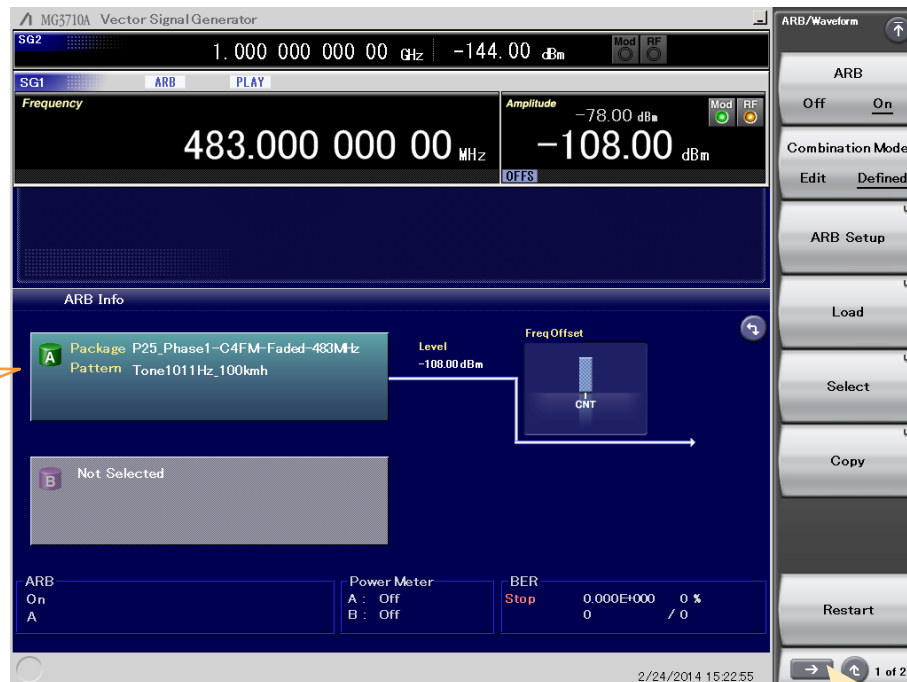 MG3710A Vector Signal Generator
SG2
1. 000 000 000 00 GHz -144. 00 dBm
Mod RF
SG1 ARB PLAY
Frequency
483.000 000 00 MHz
Amplitude
-78.00 dBm
Mod RF
-108.00 dBm
OFFS
ARB Info
A
Package P25_Phase1-C4FM-Faded-483MHz
Pattern Tone1011Hz_100kmh
Level
-108.00 dBm
Freq Offset
CNT
B
Not Selected
ARB
On
A
Power Meter
A : Off
B : Off
BER
Stop 0.000E+000 0 %
0 / 0
2/24/2014 15:22:55
ARB/Waveform
ARB
Off On
Combination Mode
Edit Defined
ARB Setup
Load
Select
Copy
Restart
1 of 2